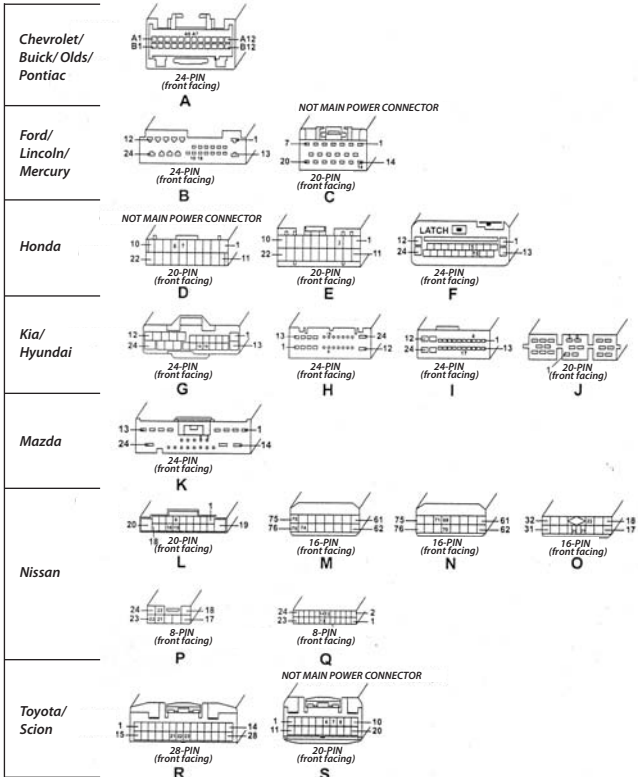 Chevrolet/
Buick/Olds/
Pontiac
A1
B1
A12
B12
24-PIN
(front facing)
A
Ford/
Lincoln/
Mercury
12
24
1
13
24-PIN
(front facing)
B
NOT MAIN POWER CONNECTOR
7
20
1
14
20-PIN
(front facing)
C
Honda
NOT MAIN POWER CONNECTOR
10
22
6 7
1
11
20-PIN
(front facing)
D
10
22
1
11
20-PIN
(front facing)
E
LATCH
12
24
1
13
24-PIN
(front facing)
F
Kia/
Hyundai
12
24
1
13
24-PIN
(front facing)
G
13
1
24
12
24-PIN
(front facing)
H
12
24
1
13
17
24-PIN
(front facing)
I
1
20-PIN
(front facing)
J
Mazda
13
24
1
14
24-PIN
(front facing)
K
Nissan
20
18
1
19
20-PIN
(front facing)
L
75
76
61
62
16-PIN
(front facing)
M
75
76
61
62
16-PIN
(front facing)
N
32
31
18
17
16-PIN
(front facing)
O
24
23
18
17
8-PIN
(front facing)
P
24
23
2
1
8-PIN
(front facing)
Q
Toyota/
Scion
1
15
21 22 23
14
28
28-PIN
(front facing)
R
NOT MAIN POWER CONNECTOR
1
11
6 7 8
10
20
20-PIN
(front facing)
S